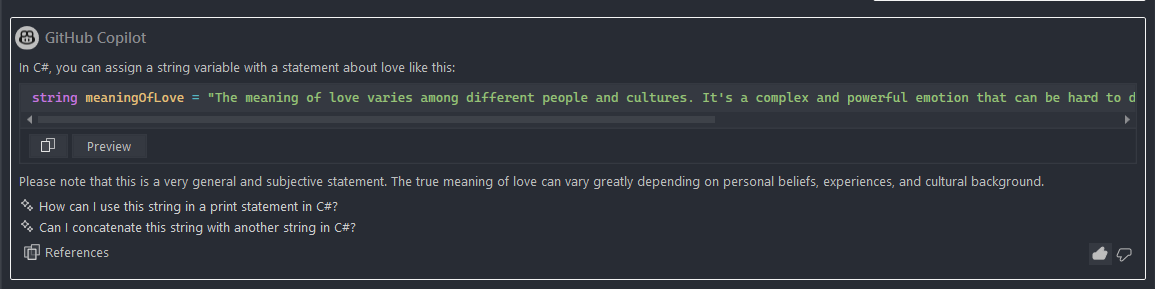 GitHub Copilot
In C#, you can assign a string variable with a statement about love like this:
string meaningOfLove = "The meaning of love varies among different people and cultures. It's a complex and powerful emotion that can be hard to d
Preview
Please note that this is a very general and subjective statement. The true meaning of love can vary greatly depending on personal beliefs, experiences, and cultural background.
How can I use this string in a print statement in C#?
Can I concatenate this string with another string in C#?
References